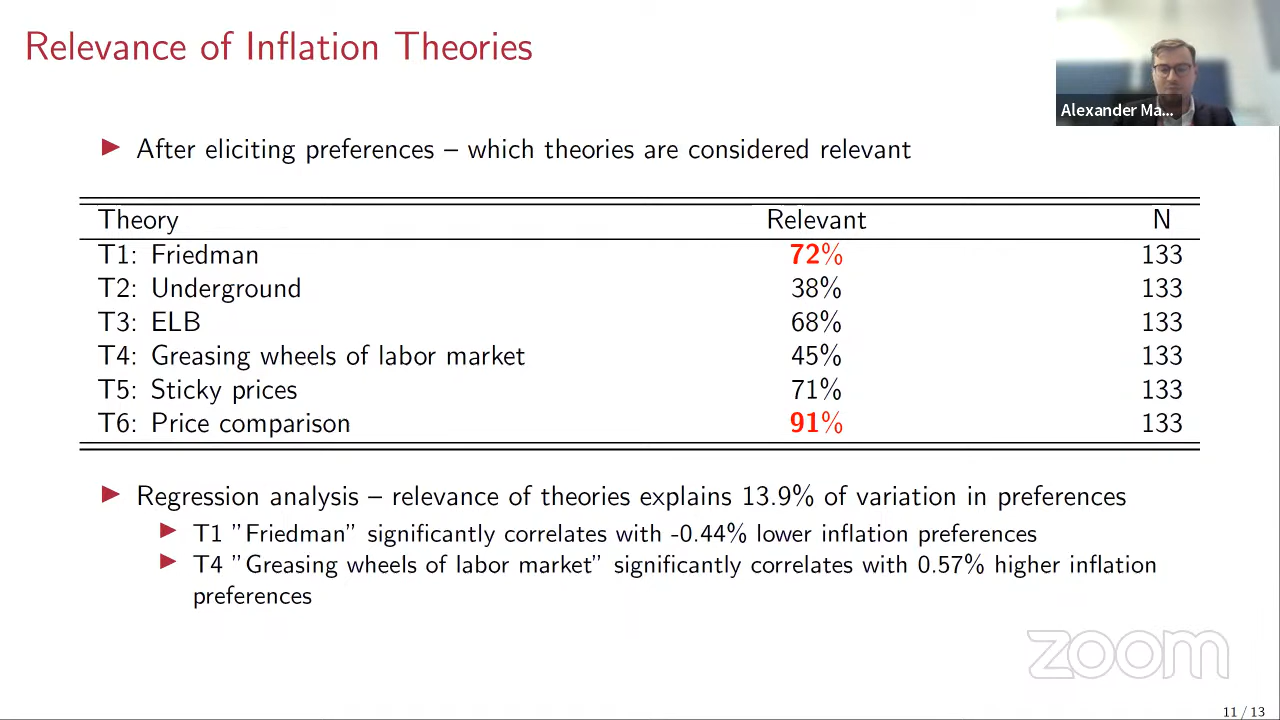 Relevance of Inflation Theories
Alexander Ma...
▶ After eliciting preferences – which theories are considered relevant
Theory Relevant N
T1: Friedman 72% 133
T2: Underground 38% 133
T3: ELB 68% 133
T4: Greasing wheels of labor market 45% 133
T5: Sticky prices 71% 133
T6: Price comparison 91% 133
▶ Regression analysis – relevance of theories explains 13.9% of variation in preferences
▶ T1 "Friedman" significantly correlates with -0.44% lower inflation preferences
▶ T4 "Greasing wheels of labor market" significantly correlates with 0.57% higher inflation
preferences
zoom
11 / 13